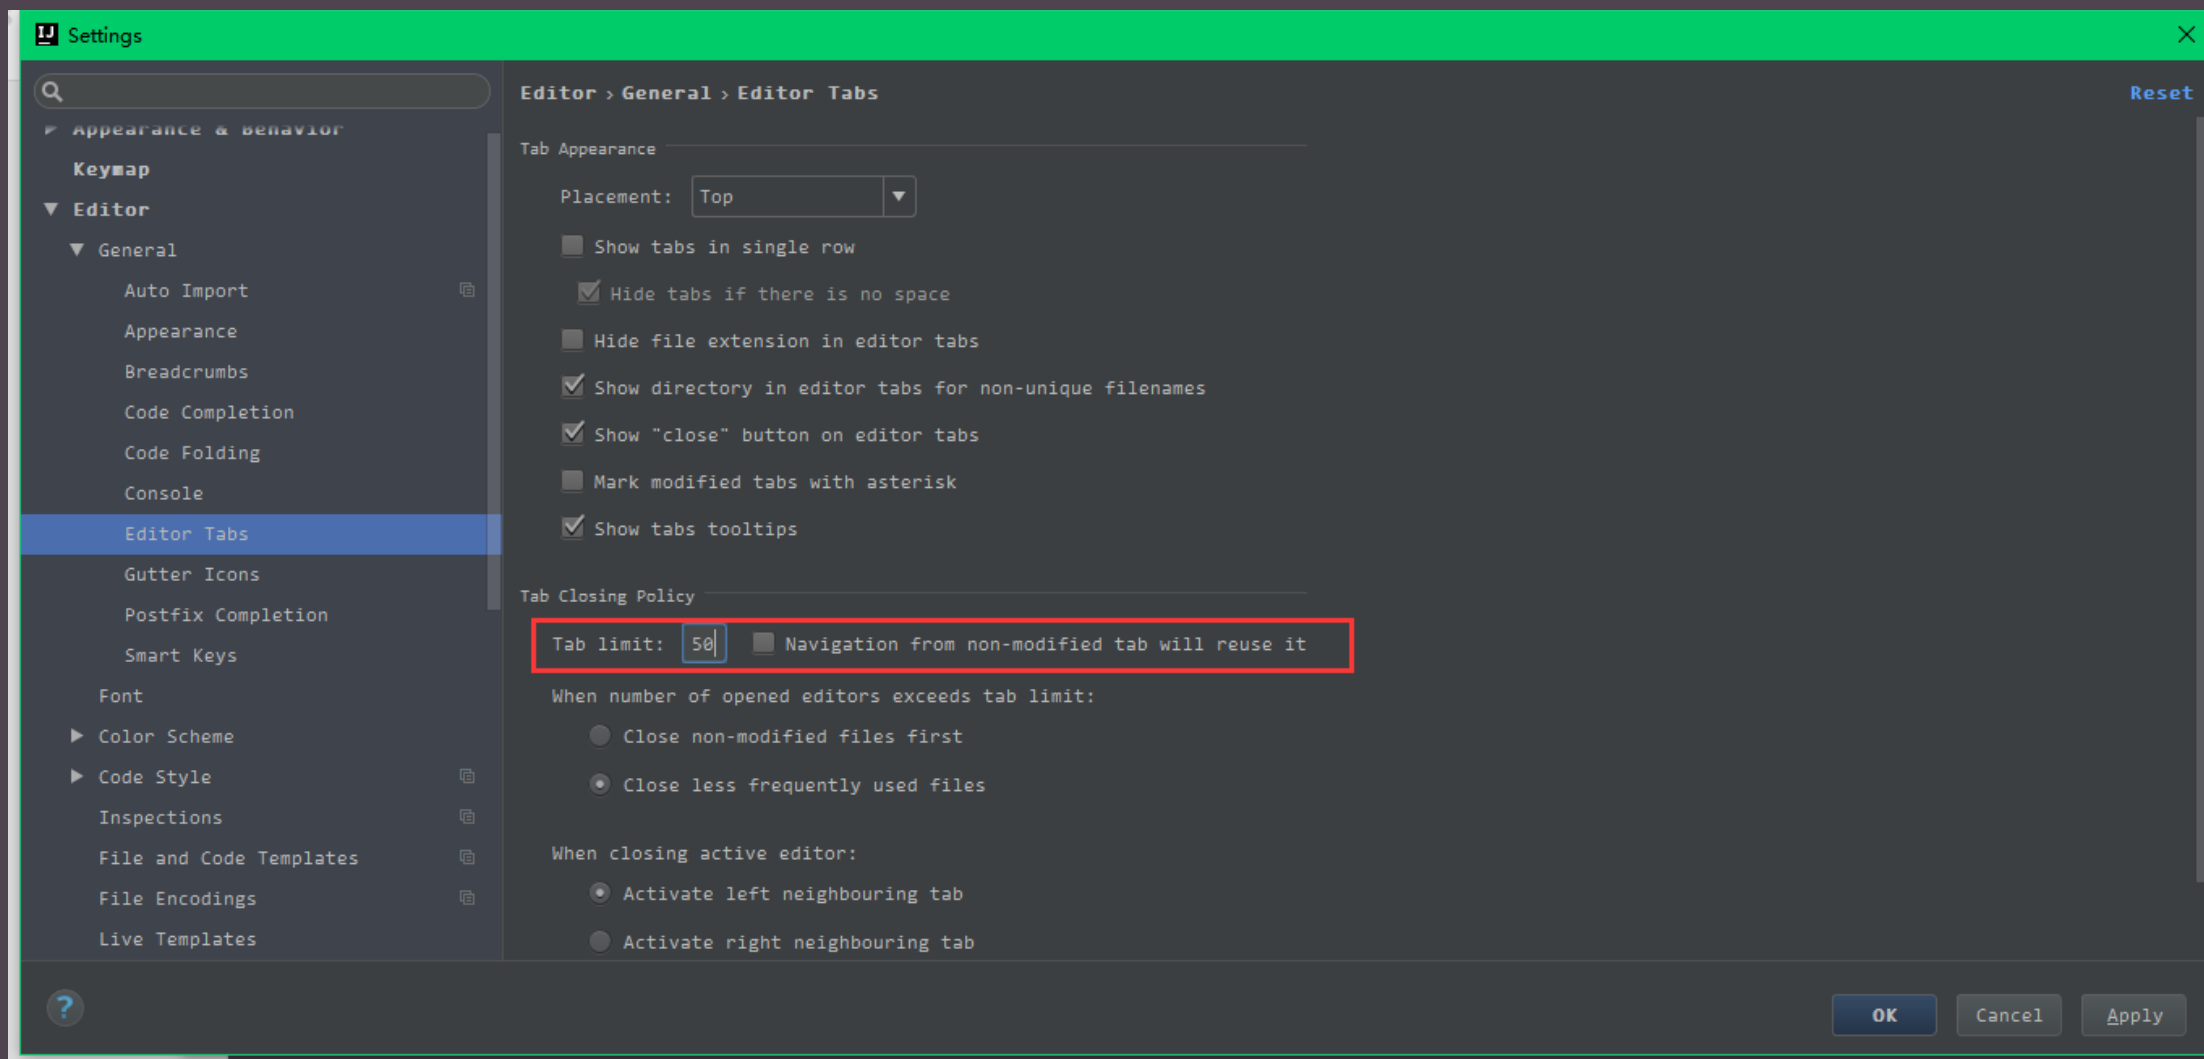 IJ Settings
Reset
Editor › General › Editor Tabs
Appearance & Behavior
Keymap
Editor
General
Auto Import
Appearance
Breadcrumbs
Code Completion
Code Folding
Console
Editor Tabs
Gutter Icons
Postfix Completion
Smart Keys
Font
Color Scheme
Code Style
Inspections
File and Code Templates
File Encodings
Live Templates
Tab Appearance
Placement: Top
Show tabs in single row
Hide tabs if there is no space
Hide file extension in editor tabs
Show directory in editor tabs for non-unique filenames
Show "close" button on editor tabs
Mark modified tabs with asterisk
Show tabs tooltips
Tab Closing Policy
Tab limit: 50 Navigation from non-modified tab will reuse it
When number of opened editors exceeds tab limit:
Close non-modified files first
Close less frequently used files
When closing active editor:
Activate left neighbouring tab
Activate right neighbouring tab
?
OK Cancel Apply